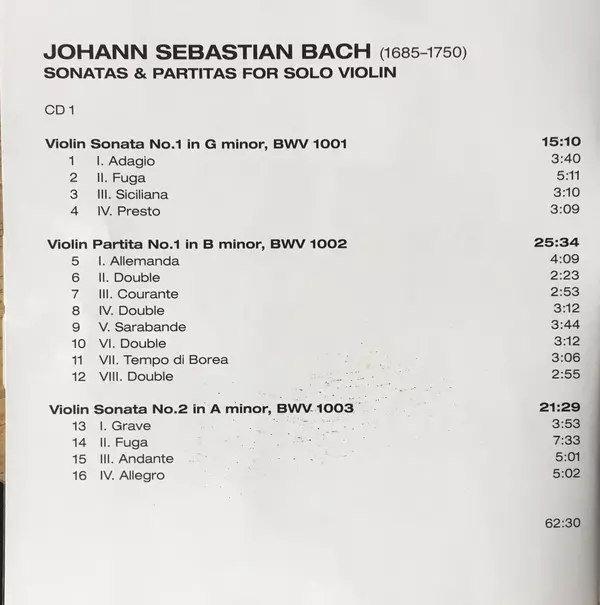 JOHANN SEBASTIAN BACH (1685–1750)
SONATAS & PARTITAS FOR SOLO VIOLIN
CD 1
Violin Sonata No.1 in G minor, BWV 1001 15:10
1 I. Adagio 3:40
2 II. Fuga 5:11
3 III. Siciliana 3:10
4 IV. Presto 3:09
Violin Partita No.1 in B minor, BWV 1002 25:34
5 I. Allemanda 4:09
6 II. Double 2:23
7 III. Courante 2:53
8 IV. Double 3:12
9 V. Sarabande 3:44
10 VI. Double 3:12
11 VII. Tempo di Borea 3:06
12 VIII. Double 2:55
Violin Sonata No.2 in A minor, BWV 1003 21:29
13 I. Grave 3:53
14 II. Fuga 7:33
15 III. Andante 5:01
16 IV. Allegro 5:02
62:30